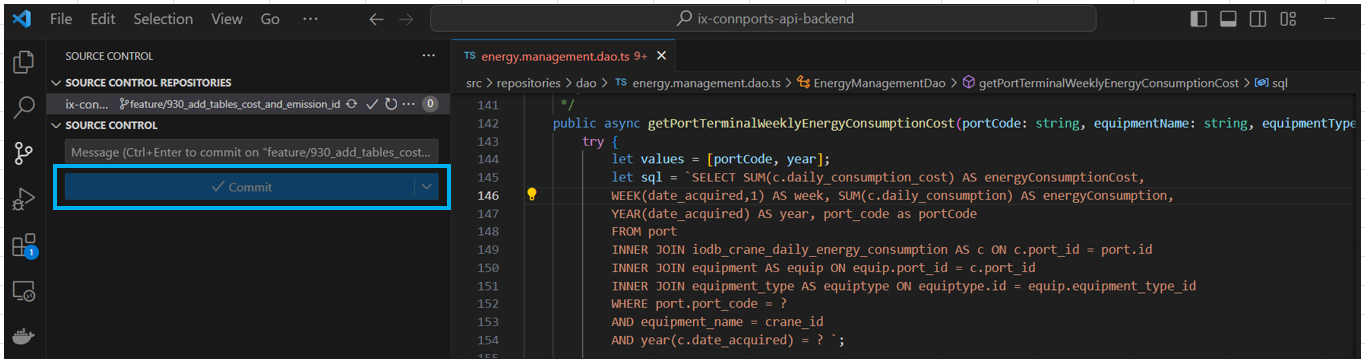 File Edit Selection View Go ... ix-connports-api-backend
SOURCE CONTROL ...
SOURCE CONTROL REPOSITORIES
ix-con... feature/930_add_tables_cost_and_emission_id ... 0
SOURCE CONTROL
Message (Ctrl+Enter to commit on "feature/930_add_tables_cost...
Commit
1
TS energy.management.dao.ts 9+
src > repositories > dao > TS energy.management.dao.ts > EnergyManagementDao > getPortTerminalWeeklyEnergyConsumptionCost > sql
141 */
142 public async getPortTerminalWeeklyEnergyConsumptionCost(portCode: string, equipmentName: string, equipmentType
143 try {
144 let values = [portCode, year];
145 let sql = `SELECT SUM(c.daily_consumption_cost) AS energyConsumptionCost,
146 WEEK(date_acquired,1) AS week, SUM(c.daily_consumption) AS energyConsumption,
147 YEAR(date_acquired) AS year, port_code as portCode
148 FROM port
149 INNER JOIN iodb_crane_daily_energy_consumption AS c ON c.port_id = port.id
150 INNER JOIN equipment AS equip ON equip.port_id = c.port_id
151 INNER JOIN equipment_type AS equiptype ON equiptype.id = equip.equipment_type_id
152 WHERE port.port_code = ?
153 AND equipment_name = crane_id
154 AND year(c.date_acquired) = ? `;
155